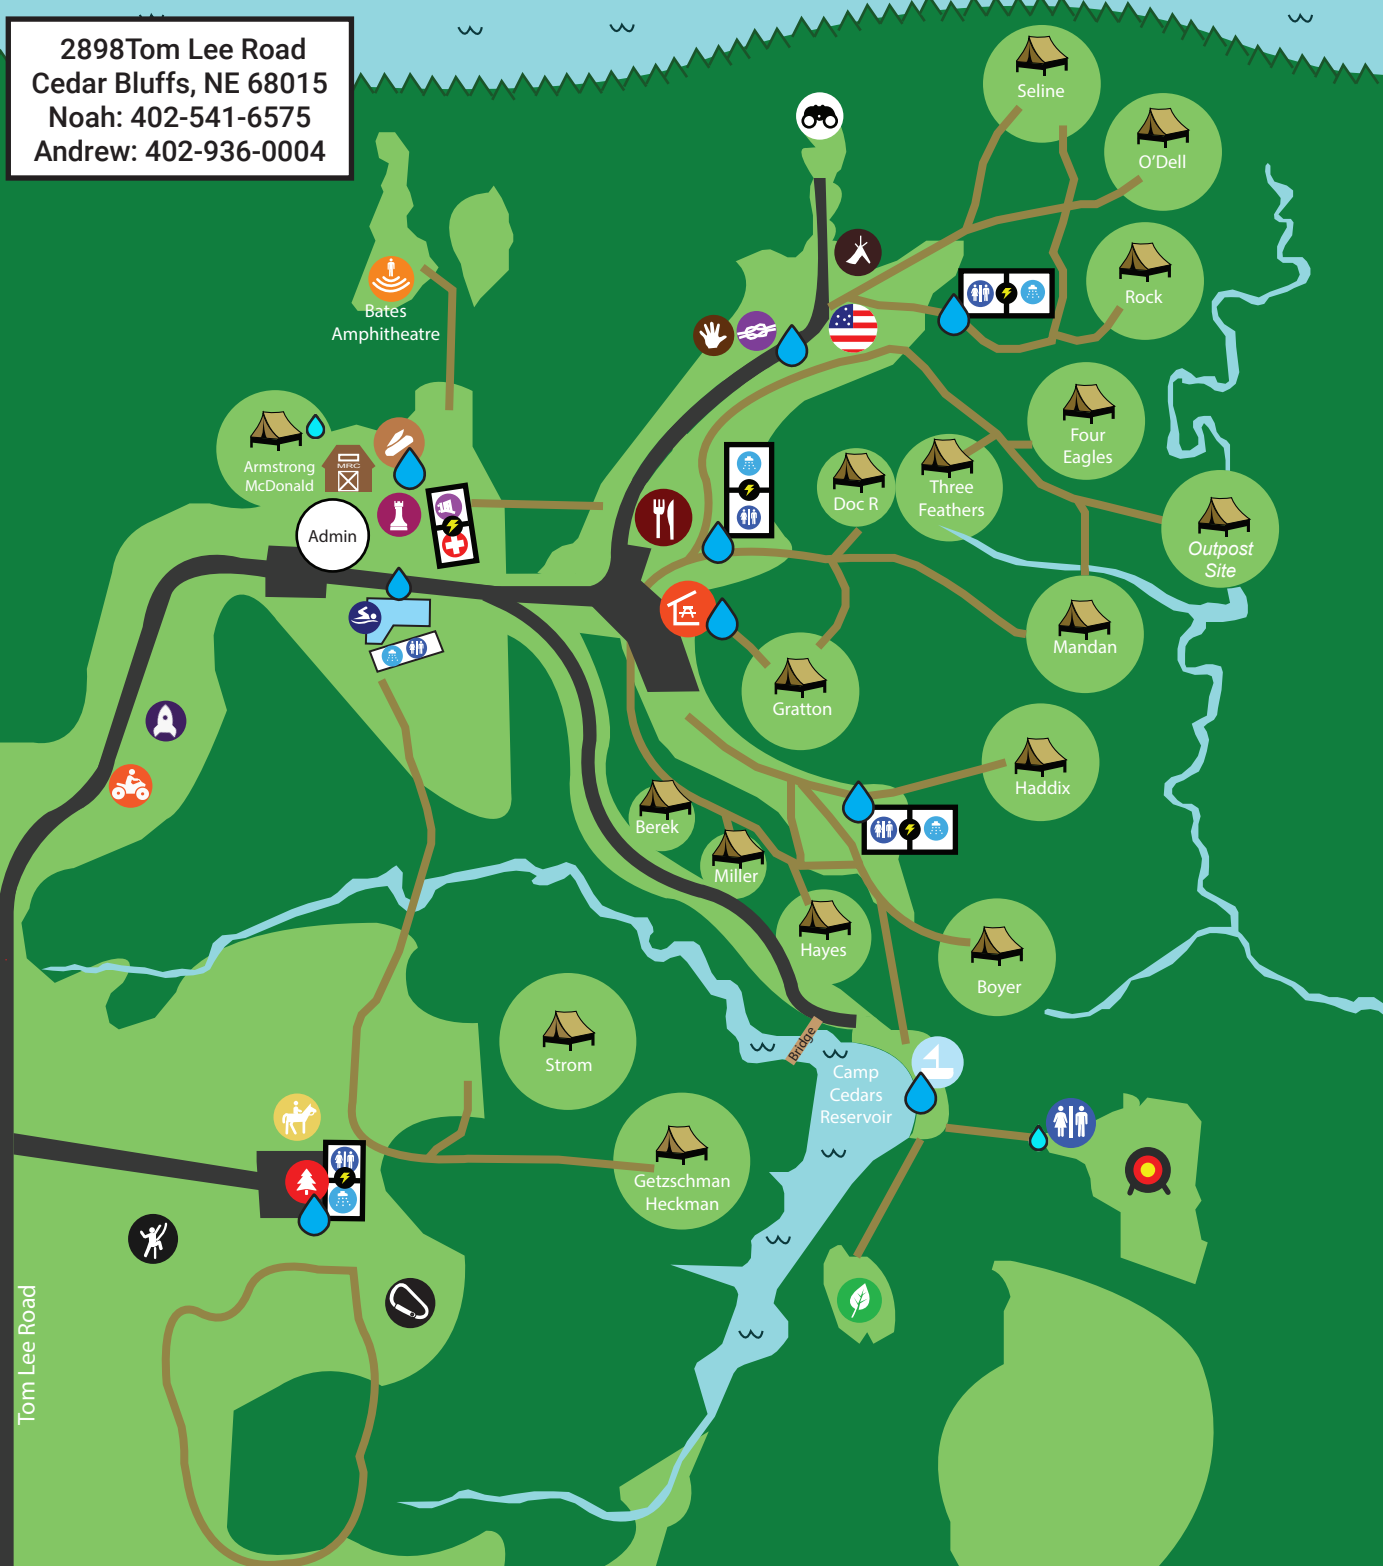 2898Tom Lee Road
Cedar Bluffs, NE 68015
Noah: 402-541-6575
Andrew: 402-936-0004
Seline
O'Dell
Rock
Bates
Amphitheatre
Four
Eagles
Armstrong
McDonald
MRC
Three
Feathers
Doc R
Admin
Outpost
Site
Mandan
Gratton
Haddix
Berek
Miller
Hayes
Boyer
Bridge
Strom
Camp
Cedars
Reservoir
Getzschman
Heckman
Tom Lee Road